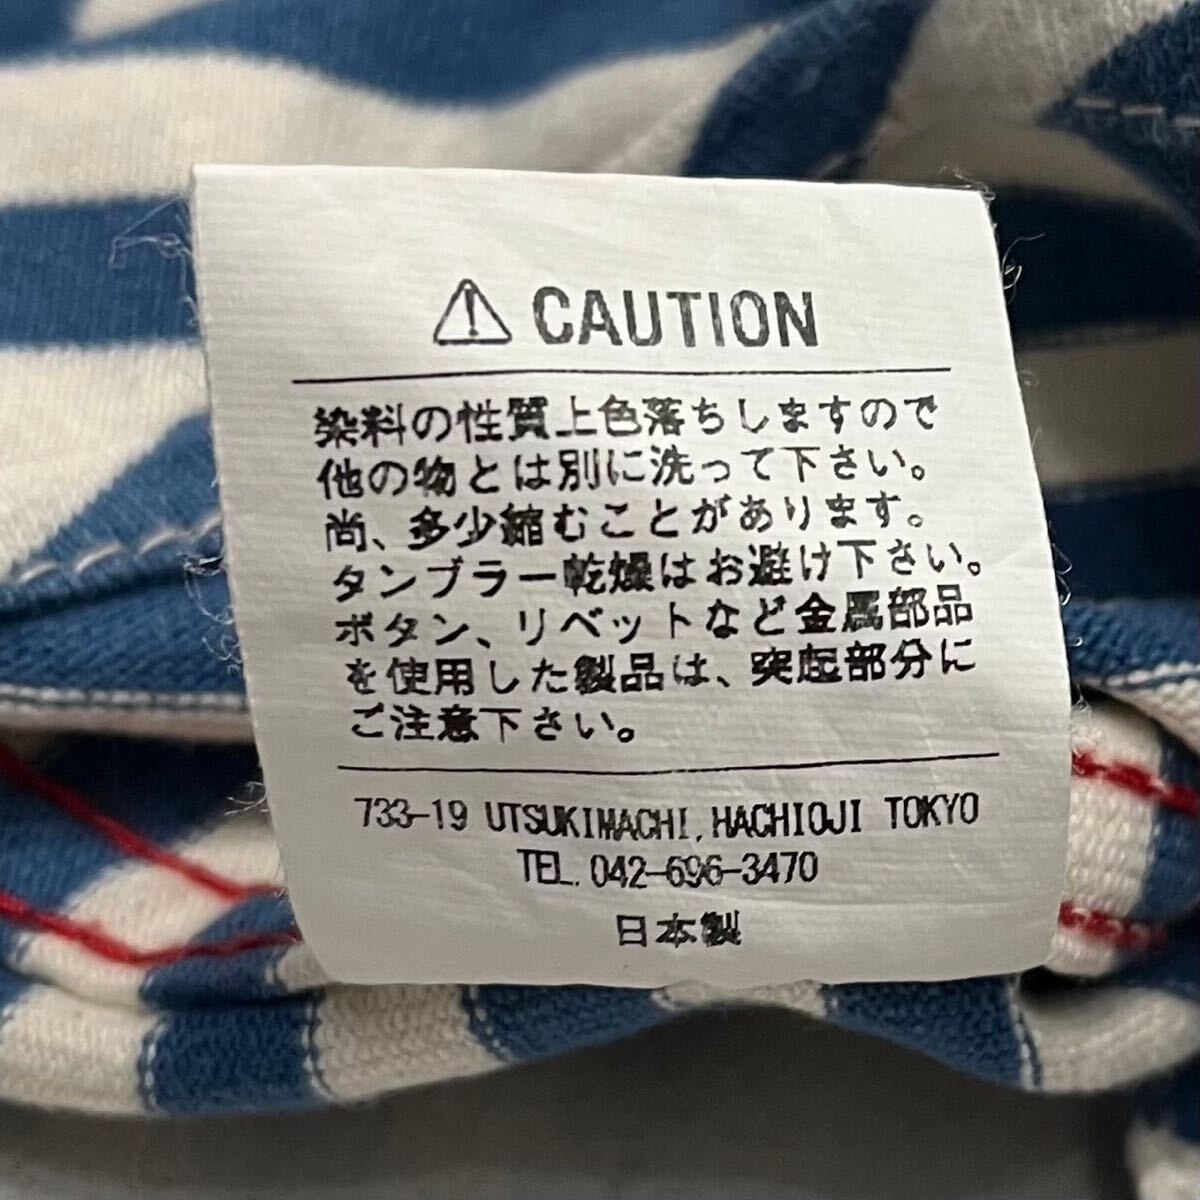 ⚠ CAUTION
染料の性質上色落ちしますので
他の物とは別に洗って下さい。
尚、多少縮むことがあります。
タンブラー乾燥はお避け下さい。
ボタン、リベットなど金属部品
を使用した製品は、突起部分に
ご注意下さい。
733-19 UTSUKIMACHI, HACHIOJI TOKYO
TEL. 042-696-3470
日本製